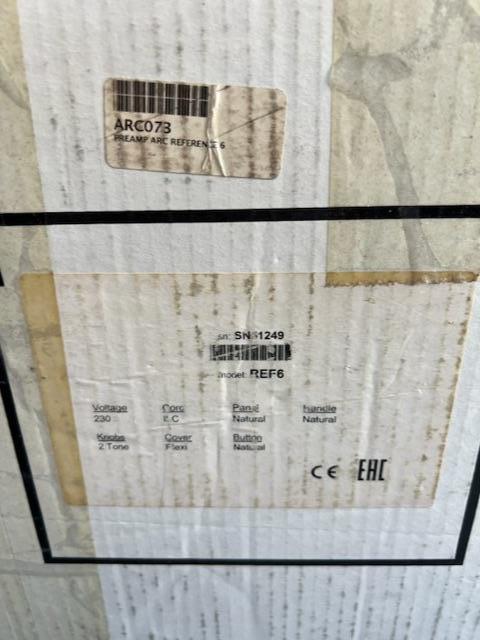 ARC073
PREAMP ARC REFERENCE 6
sn: SN51249
model: REF6
Voltage Cord Panel Handle
230 E C Natural Natural
Knobs Cover Button
2 Tone Flexi Natural
CE EAC